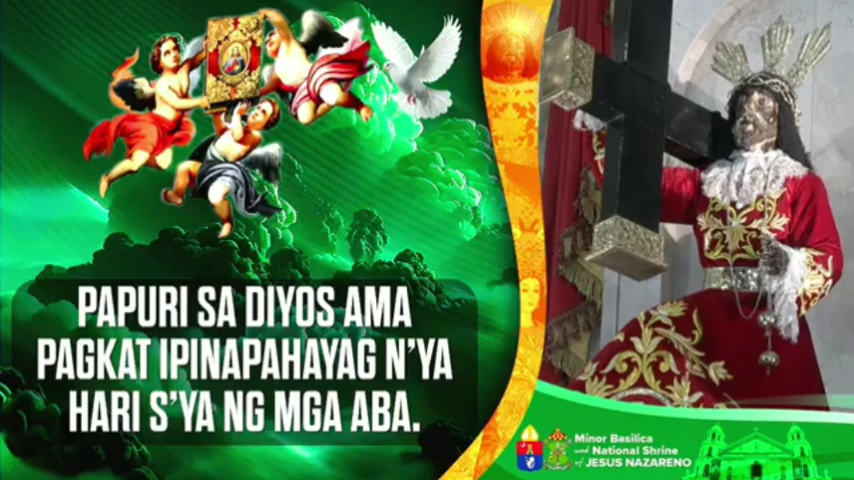 PAPURI SA DIYOS AMA
PAGKAT IPINAPAHAYAG N'YA
HARI S'YA NG MGA ABA.
Minor Basilica
and National Shrine
of JESUS NAZARENO